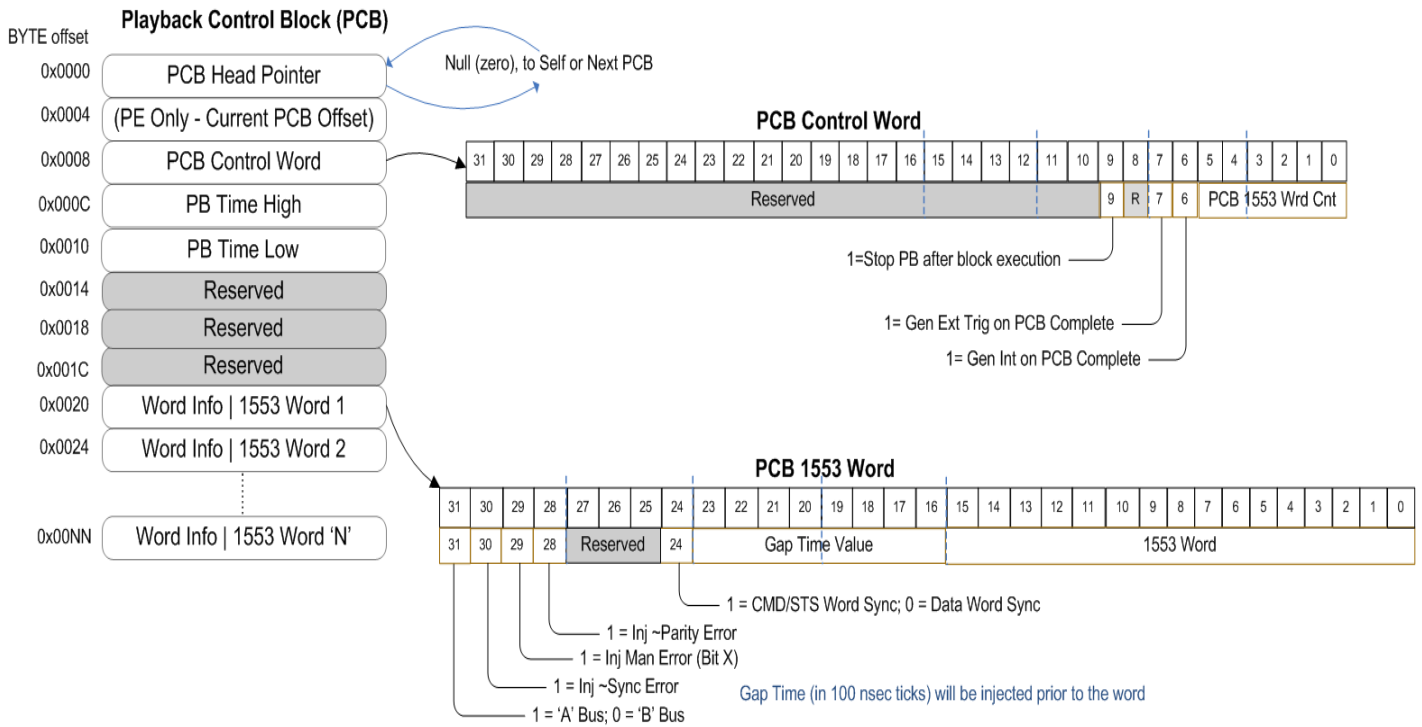 Playback Control Block (PCB)
BYTE offset
0x0000 PCB Head Pointer
Null (zero), to Self or Next PCB
0x0004 (PE Only - Current PCB Offset)
0x0008 PCB Control Word
0x000C PB Time High
0x0010 PB Time Low
0x0014 Reserved
0x0018 Reserved
0x001C Reserved
0x0020 Word Info | 1553 Word 1
0x0024 Word Info | 1553 Word 2
0x00NN Word Info | 1553 Word ‘N’
PCB Control Word
31 30 29 28 27 26 25 24 23 22 21 20 19 18 17 16 15 14 13 12 11 10 9 8 7 6 5 4 3 2 1 0
Reserved 9 R 7 6 PCB 1553 Wrd Cnt
1=Stop PB after block execution
1= Gen Ext Trig on PCB Complete
1= Gen Int on PCB Complete
PCB 1553 Word
31 30 29 28 27 26 25 24 23 22 21 20 19 18 17 16 15 14 13 12 11 10 9 8 7 6 5 4 3 2 1 0
31 30 29 28 Reserved 24 Gap Time Value 1553 Word
1 = CMD/STS Word Sync; 0 = Data Word Sync
1 = Inj ~Parity Error
1 = Inj Man Error (Bit X)
1 = Inj ~Sync Error
1 = ‘A’ Bus; 0 = ‘B’ Bus
Gap Time (in 100 nsec ticks) will be injected prior to the word